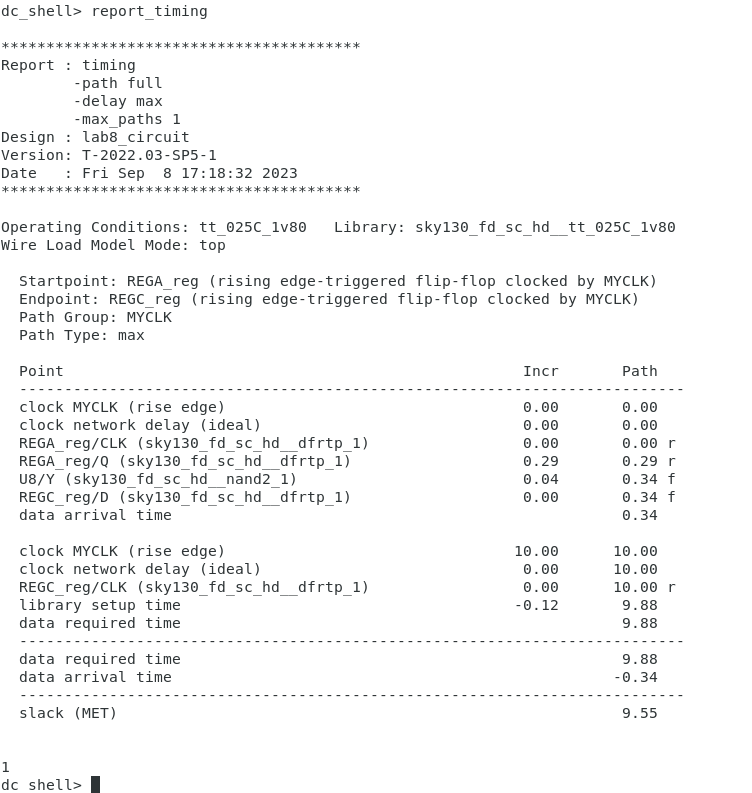 dc_shell> report_timing
****************************************
Report : timing
        -path full
        -delay max
        -max_paths 1
Design : lab8_circuit
Version: T-2022.03-SP5-1
Date   : Fri Sep  8 17:18:32 2023
****************************************
Operating Conditions: tt_025C_1v80   Library: sky130_fd_sc_hd__tt_025C_1v80
Wire Load Model Mode: top
  Startpoint: REGA_reg (rising edge-triggered flip-flop clocked by MYCLK)
  Endpoint: REGC_reg (rising edge-triggered flip-flop clocked by MYCLK)
  Path Group: MYCLK
  Path Type: max
  Point                                                   Incr       Path
  --------------------------------------------------------------------------
  clock MYCLK (rise edge)                                 0.00       0.00
  clock network delay (ideal)                             0.00       0.00
  REGA_reg/CLK (sky130_fd_sc_hd__dfrtp_1)                 0.00       0.00 r
  REGA_reg/Q (sky130_fd_sc_hd__dfrtp_1)                   0.29       0.29 r
  U8/Y (sky130_fd_sc_hd__nand2_1)                         0.04       0.34 f
  REGC_reg/D (sky130_fd_sc_hd__dfrtp_1)                   0.00       0.34 f
  data arrival time                                                  0.34
  clock MYCLK (rise edge)                                10.00      10.00
  clock network delay (ideal)                             0.00      10.00
  REGC_reg/CLK (sky130_fd_sc_hd__dfrtp_1)                 0.00      10.00 r
  library setup time                                     -0.12       9.88
  data required time                                                 9.88
  --------------------------------------------------------------------------
  data required time                                                 9.88
  data arrival time                                                 -0.34
  --------------------------------------------------------------------------
  slack (MET)                                                        9.55
1
dc_shell>